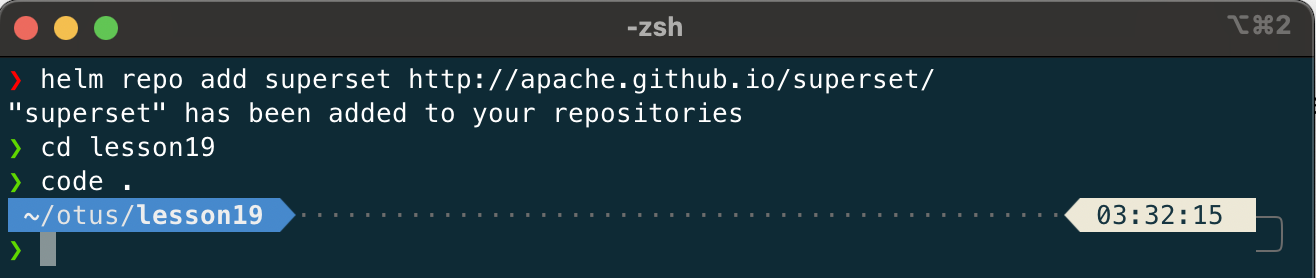 -zsh
⌥⌘2
❯ helm repo add superset http://apache.github.io/superset/
"superset" has been added to your repositories
❯ cd lesson19
❯ code .
~/otus/lesson19 03:32:15
❯